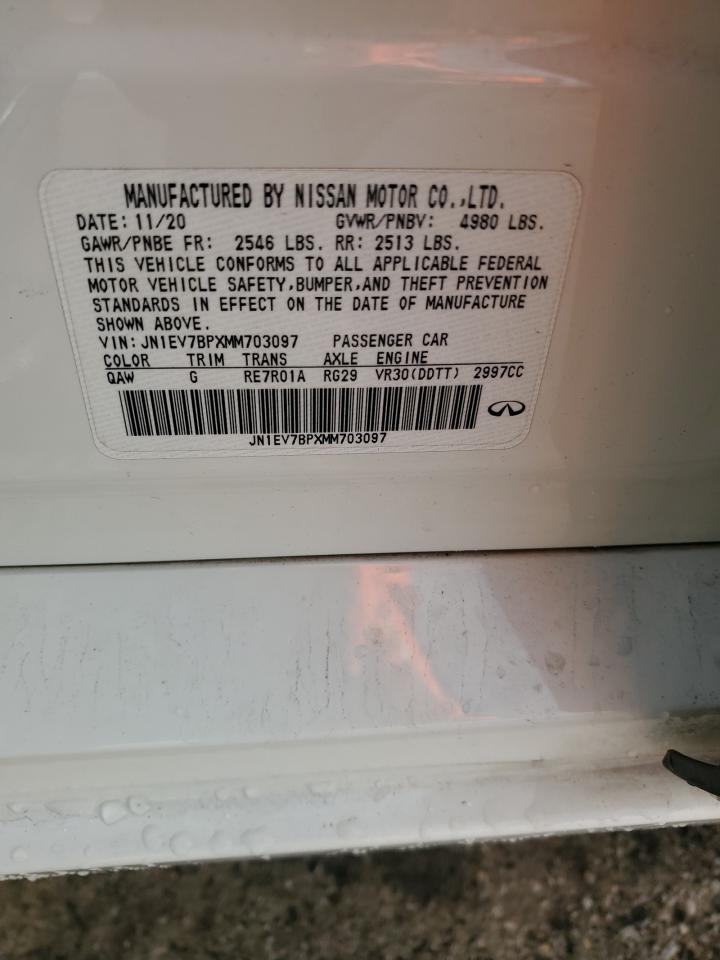 MANUFACTURED BY NISSAN MOTOR CO.,LTD.
DATE: 11/20 GVWR/PNBV: 4980 LBS.
GAWR/PNBE FR: 2546 LBS. RR: 2513 LBS.
THIS VEHICLE CONFORMS TO ALL APPLICABLE FEDERAL
MOTOR VEHICLE SAFETY,BUMPER,AND THEFT PREVENTION
STANDARDS IN EFFECT ON THE DATE OF MANUFACTURE
SHOWN ABOVE.
VIN: JN1EV7BPXMM703097 PASSENGER CAR
COLOR TRIM TRANS AXLE ENGINE
QAW G RE7R01A RG29 VR30(DDTT) 2997CC
JN1EV7BPXMM703097